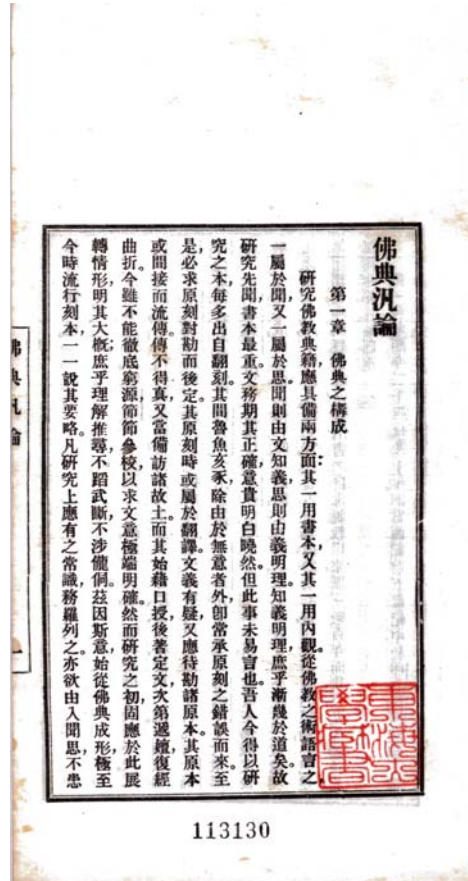 佛典汎論
第一章　佛典之構成
研究佛教典籍應具備兩方面：其一用書本，又其一用內觀。從佛教之術語言之，
一屬於聞，又一屬於思。聞則由文知義，思則由義明理。知義明理，庶乎漸幾於道矣。故
研究先聞，書本最重。文務期其正確，意貴明白曉然。但此事未易言也。吾人今得以研
究之本，每多出自翻刻。其間魯魚亥豕，除由於無意者外，卽常承原刻之錯誤而來。至
是必求原刻對勘而後定。其原刻時或屬於翻譯。文義有疑，又應待勘諸原本。其原本
或間接而流傳，傳不得真，又當備訪諸故土。而其始藉口授，後著定文，次第遞嬗，復經
曲折。今雖不能徹底窮源，節節參校，以求文意極端明確。然而研究之初，固應於此展
轉情形，明其大槪，庶乎理解推尋，不蹈武斷，不涉儱侗。茲因斯意，始從佛典成形，極至
今時流行刻本，一一說其要略。凡研究上應有之常識，務羅列之。亦欲由入聞思，不患
佛典汎論
一
113130